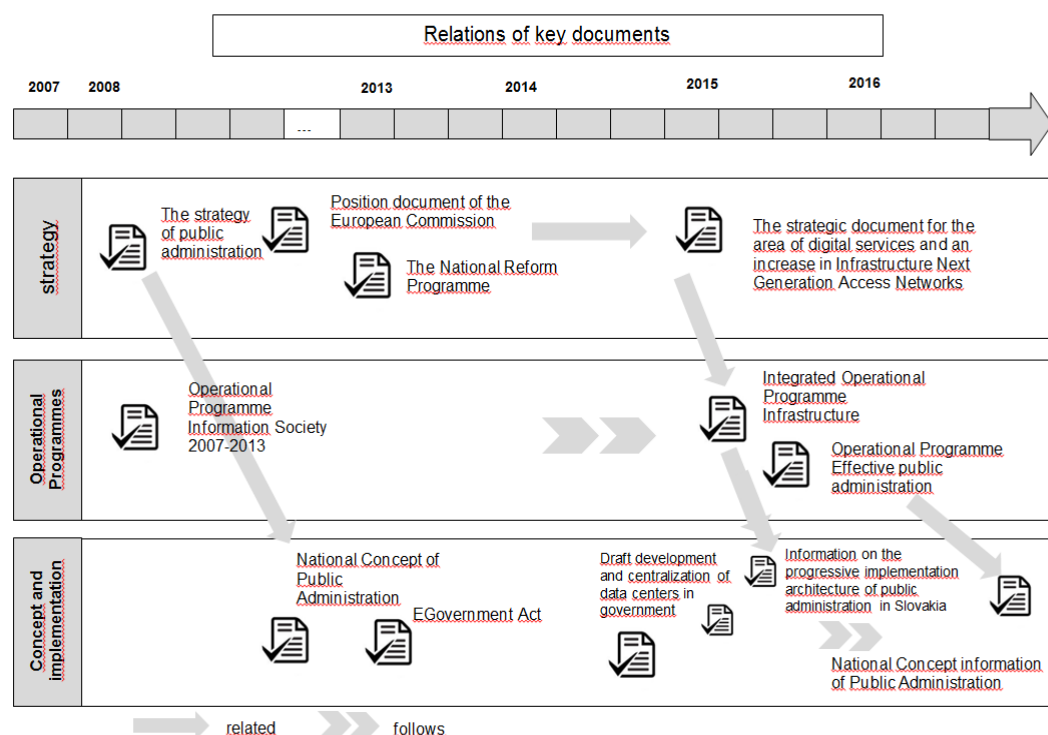 Relations of key documents
2007 2008 2013 2014 2015 2016
---
strategy
The strategy
of public
administration
Position document of the
European Commission
The National Reform
Programme
The strategic document for the
area of digital services and an
increase in Infrastructure Next
Generation Access Networks
Operational
Programmes
Operational
Programme
Information Society
2007-2013
Integrated Operational
Programme
Infrastructure
Operational Programme
Effective public
administration
Concept and
implementation
National Concept of
Public
Administration
EGovernment Act
Draft development
and centralization of
data centers in
government
Information on the
progressive implementation
architecture of public
administration in Slovakia
National Concept information
of Public Administration
related
follows